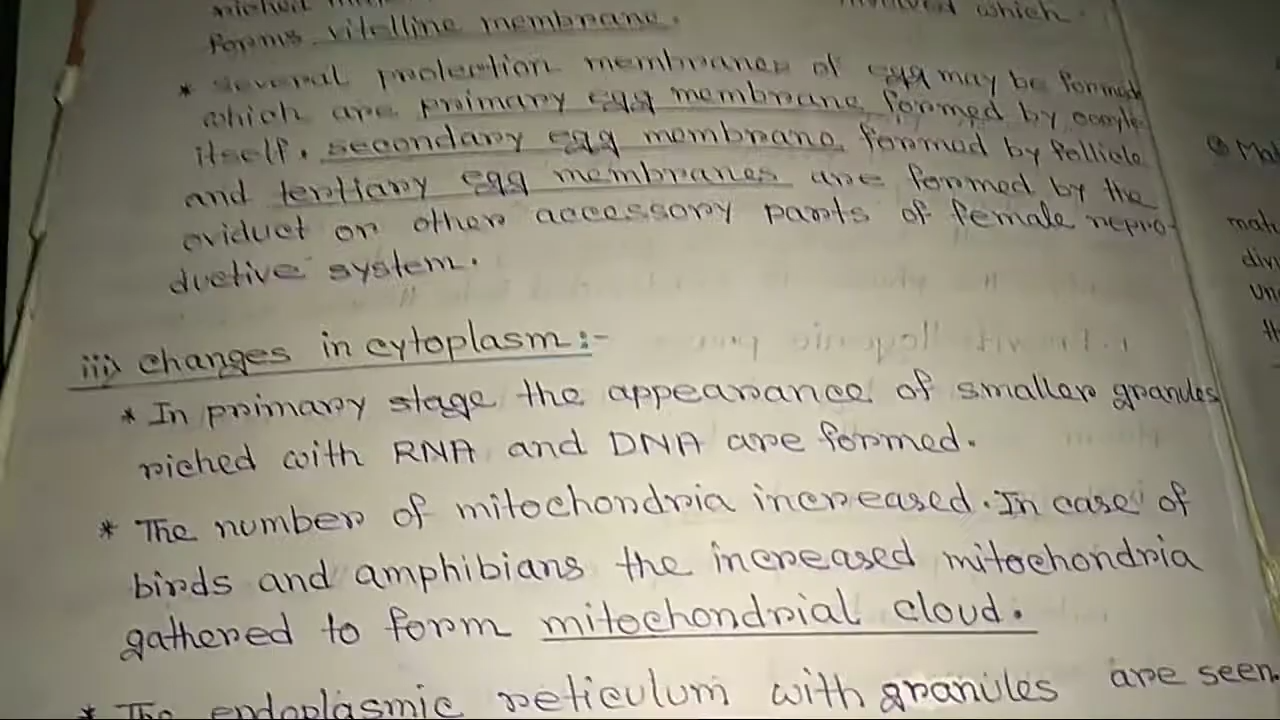 involved which
forms vitelline membrane.
* Several protection membranes of egg may be formed
which are primary egg membrane formed by oocyte
itself, secondary egg membrane formed by follicle
and tertiary egg membranes are formed by the
oviduct or other accessory parts of female repro-
ductive system.
iii) changes in cytoplasm :-
* In primary stage the appearance of smaller granules
riched with RNA and DNA are formed.
* The number of mitochondria increased. In case of
birds and amphibians the increased mitochondria
gathered to form mitochondrial cloud.
* The endoplasmic reticulum with granules are seen.